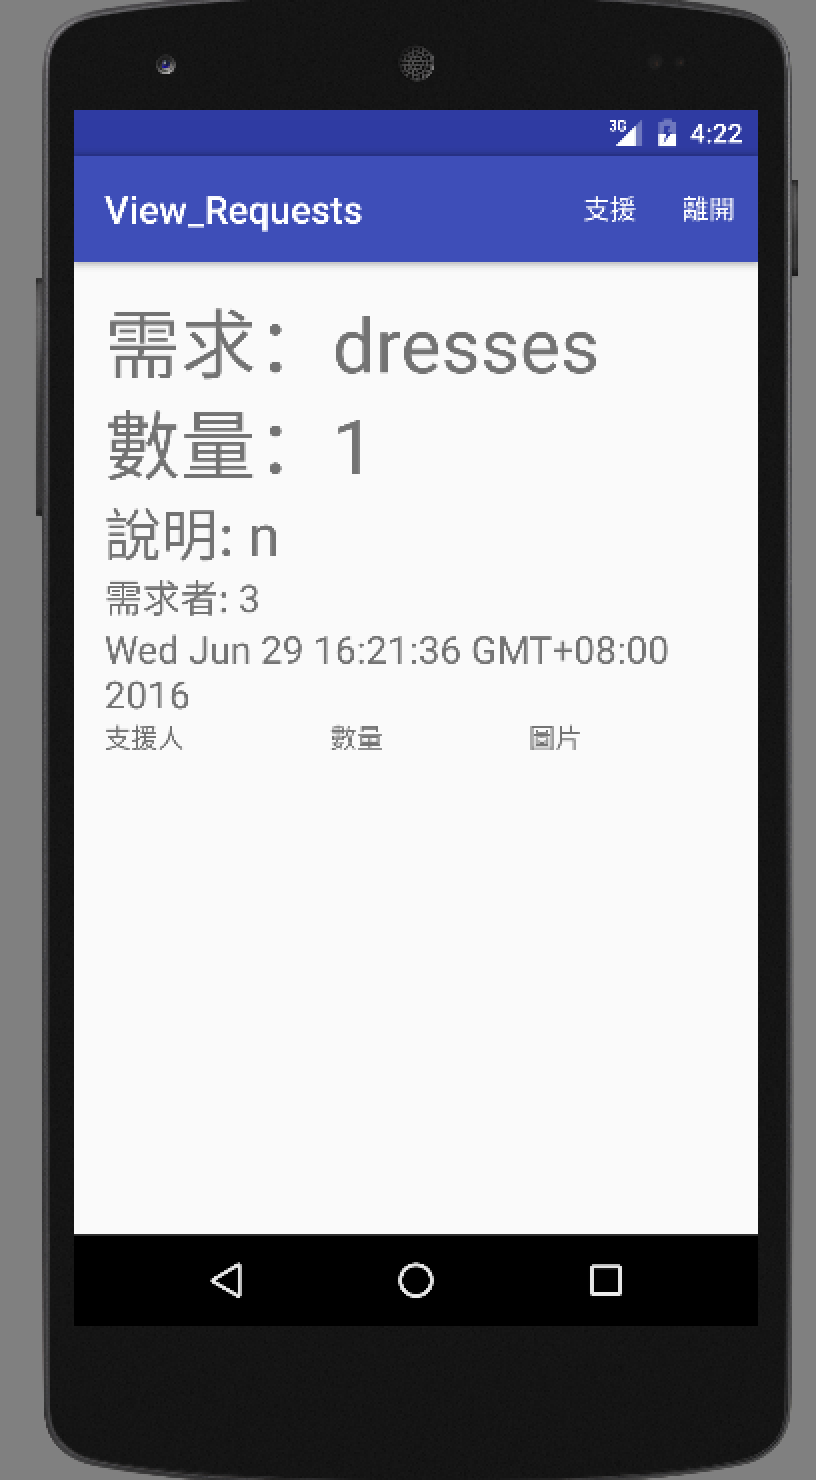 3G 4:22
View_Requests 支援 離開
需求：dresses
數量：1
說明: n
需求者: 3
Wed Jun 29 16:21:36 GMT+08:00
2016
支援人 數量 圖片